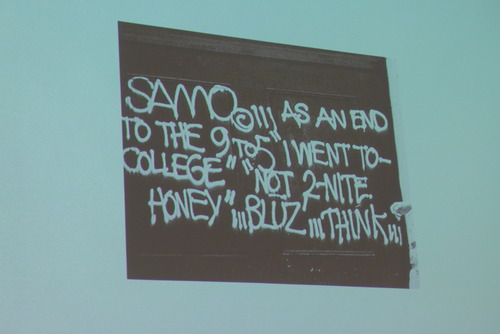 SAMO©!!! AS AN END
TO THE 9 TO 5 "I WENT TO-
COLLEGE" "NOT 2-NITE
HONEY",,,BLUZ,,,THINK,,,